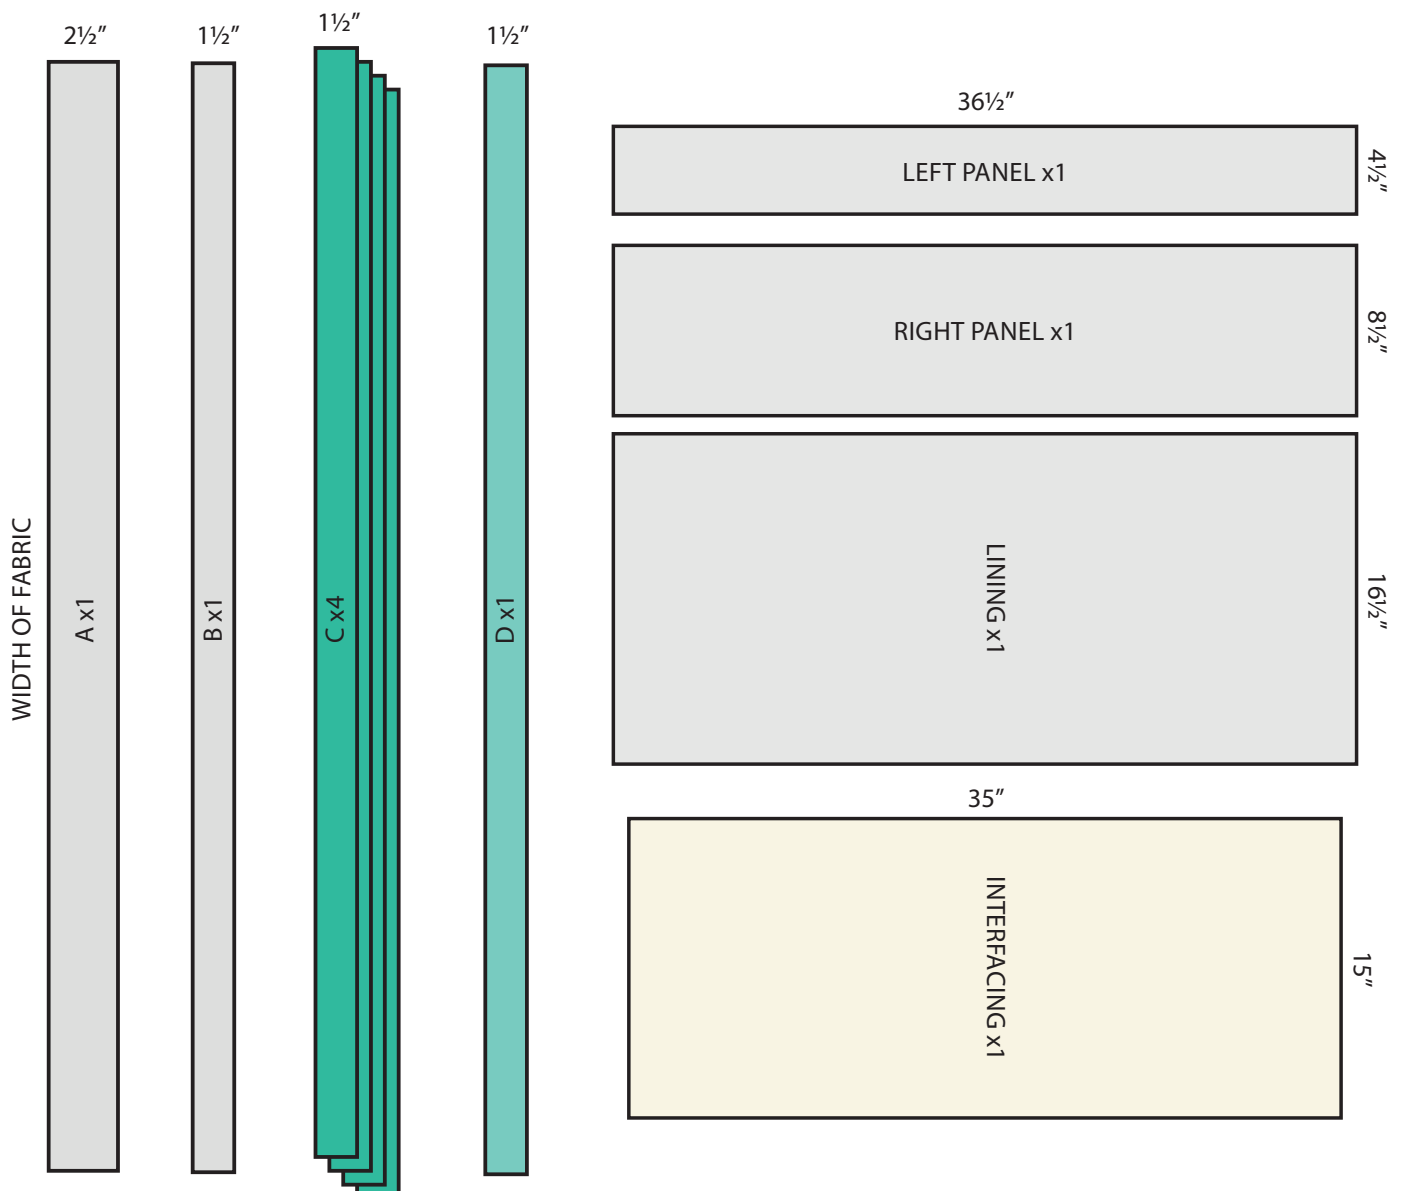 2½”
1½”
1½”
1½”
WIDTH OF FABRIC
A x1
B x1
C x4
D x1
36½”
LEFT PANEL x1
4½”
RIGHT PANEL x1
8½”
LINING x1
16½”
35”
INTERFACING x1
15”